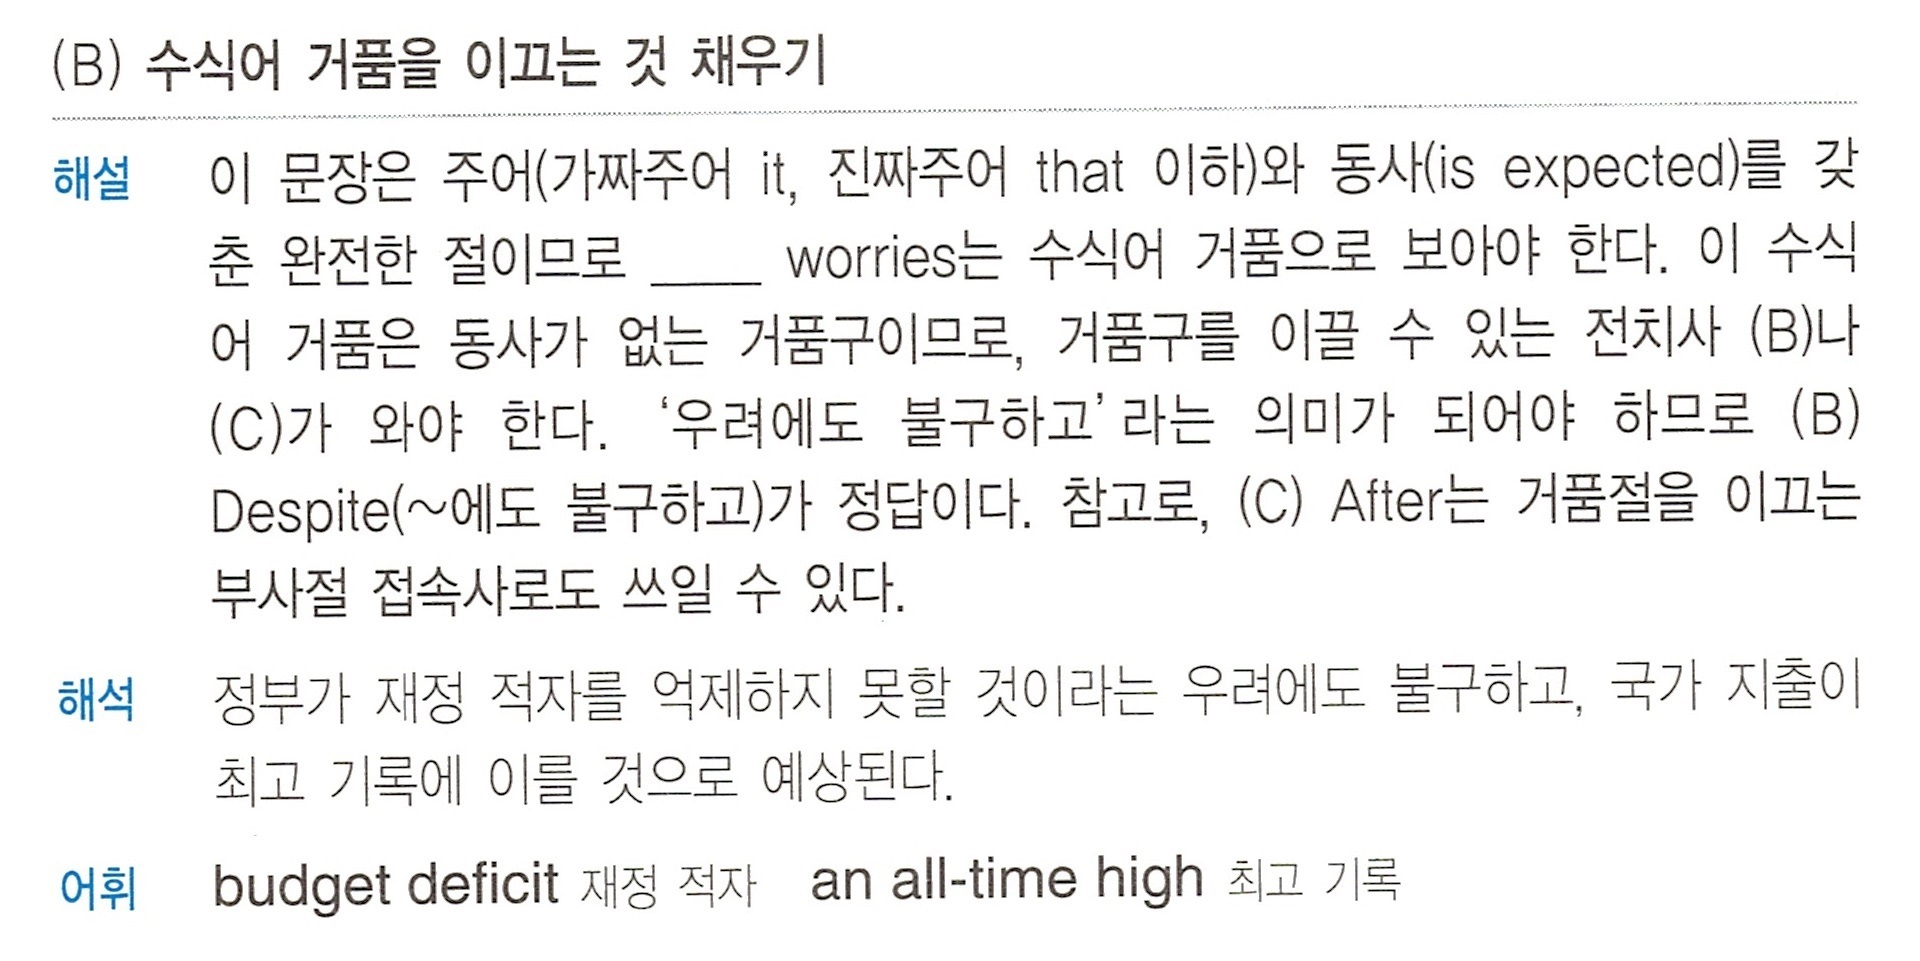 (B) 수식어 거품을 이끄는 것 채우기
해설 이 문장은 주어(가짜주어 it, 진짜주어 that 이하)와 동사(is expected)를 갖
춘 완전한 절이므로 ____ worries는 수식어 거품으로 보아야 한다. 이 수식
어 거품은 동사가 없는 거품구이므로, 거품구를 이끌 수 있는 전치사 (B)나
(C)가 와야 한다. ‘우려에도 불구하고’라는 의미가 되어야 하므로 (B)
Despite(~에도 불구하고)가 정답이다. 참고로, (C) After는 거품절을 이끄는
부사절 접속사로도 쓰일 수 있다.
해석 정부가 재정 적자를 억제하지 못할 것이라는 우려에도 불구하고, 국가 지출이
최고 기록에 이를 것으로 예상된다.
어휘 budget deficit 재정 적자 an all-time high 최고 기록